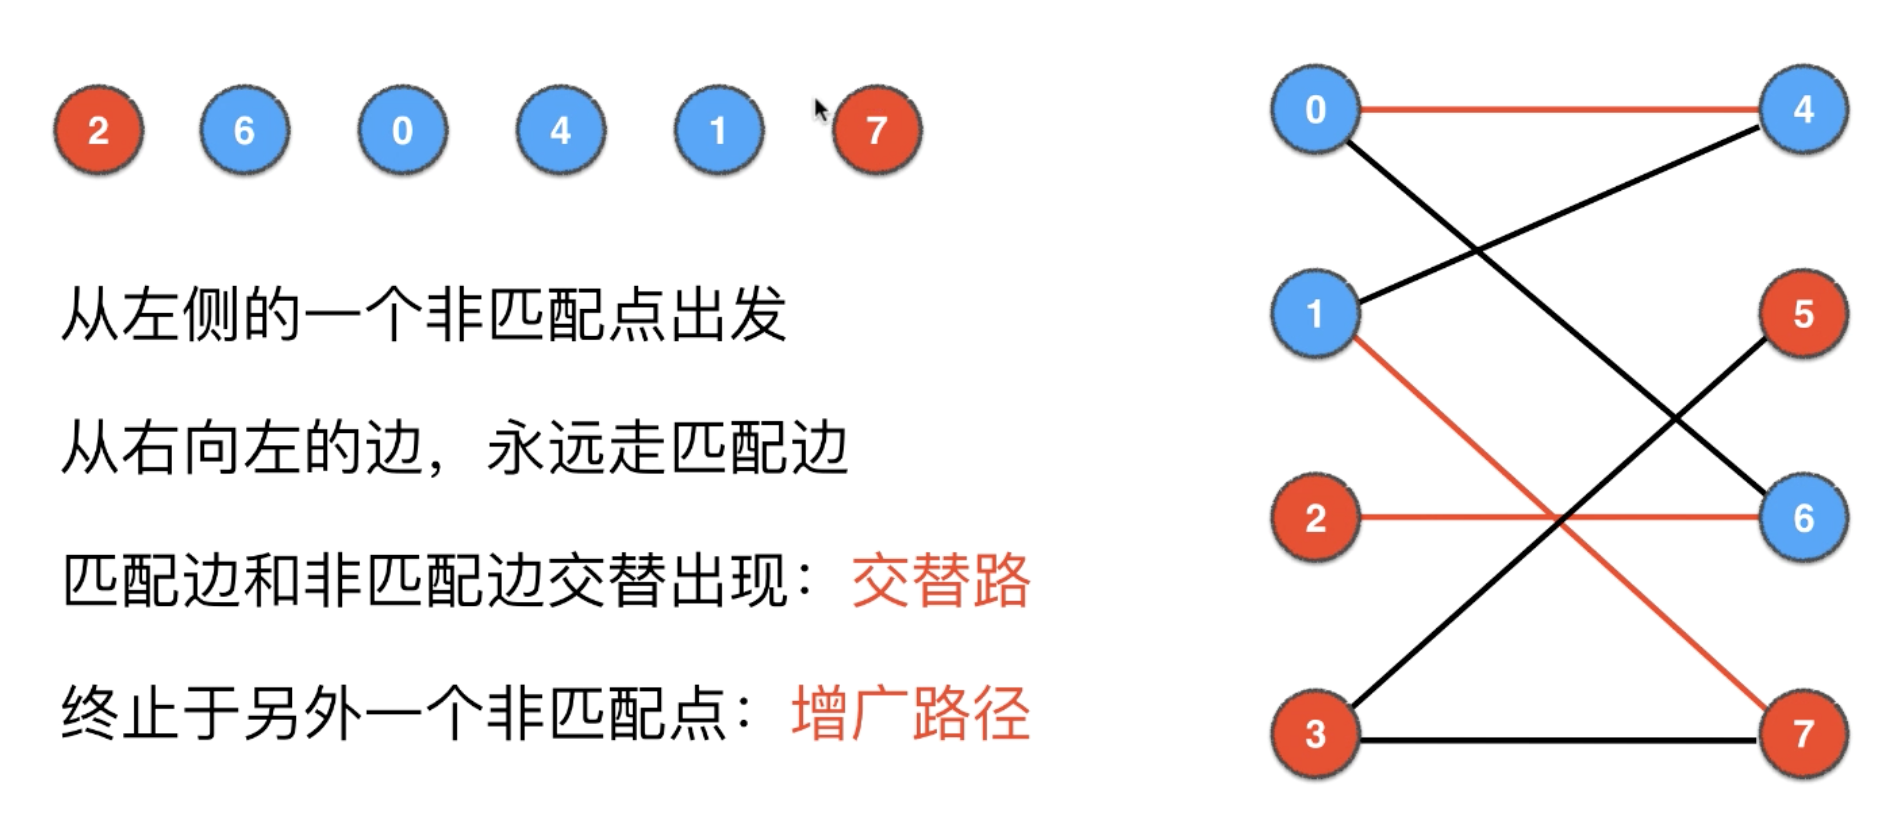 2 6 0 4 1 7
从左侧的一个非匹配点出发
从右向左的边，永远走匹配边
匹配边和非匹配边交替出现：交替路
终止于另外一个非匹配点：增广路径
0 4
1 5
2 6
3 7